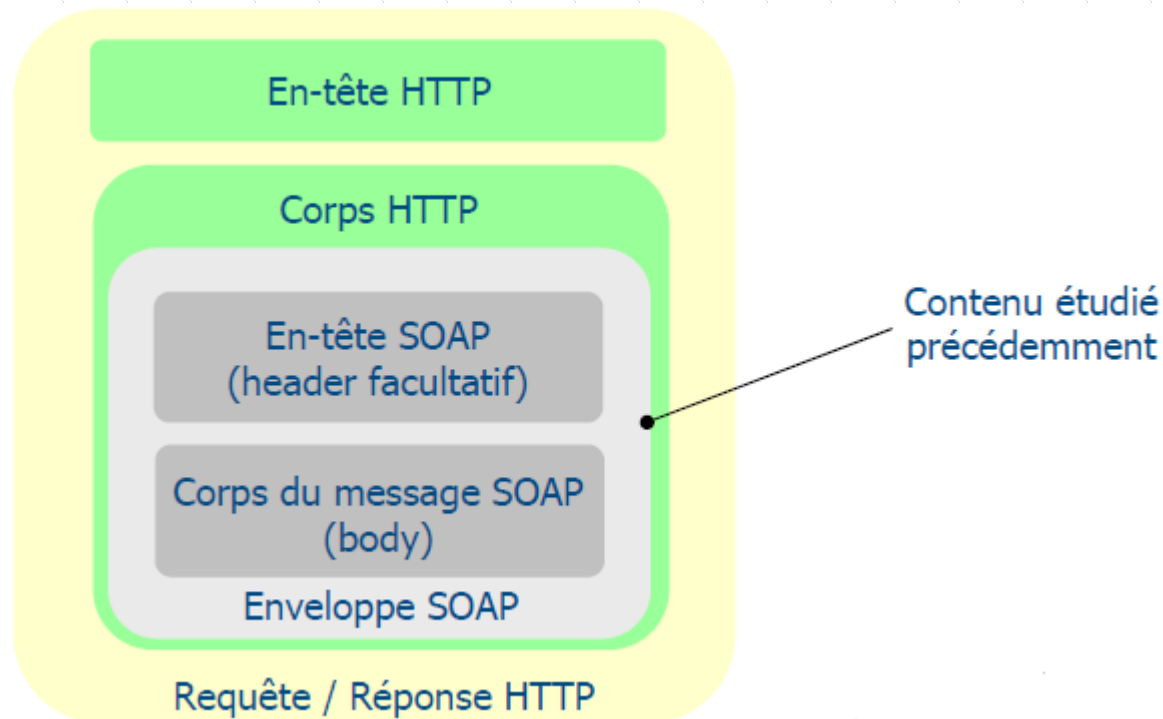 En-tête HTTP
Corps HTTP
En-tête SOAP
(header facultatif)
Corps du message SOAP
(body)
Enveloppe SOAP
Requête / Réponse HTTP
Contenu étudié
précédemment